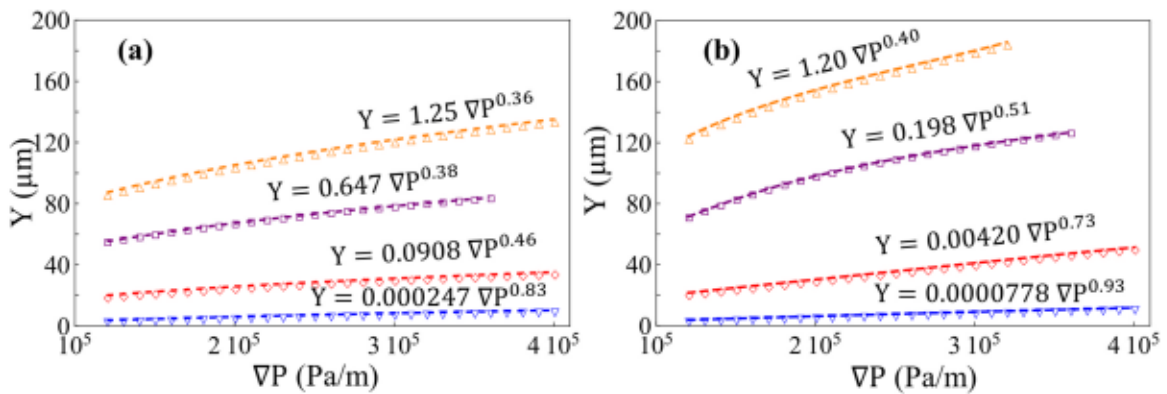 (a)
200
160
120
80
40
0
Y (μm)
Y = 1.25 ∇P^0.36
Y = 0.647 ∇P^0.38
Y = 0.0908 ∇P^0.46
Y = 0.000247 ∇P^0.83
10^5
2 10^5
3 10^5
4 10^5
∇P (Pa/m)
(b)
200
160
120
80
40
0
Y (μm)
Y = 1.20 ∇P^0.40
Y = 0.198 ∇P^0.51
Y = 0.00420 ∇P^0.73
Y = 0.0000778 ∇P^0.93
10^5
2 10^5
3 10^5
4 10^5
∇P (Pa/m)